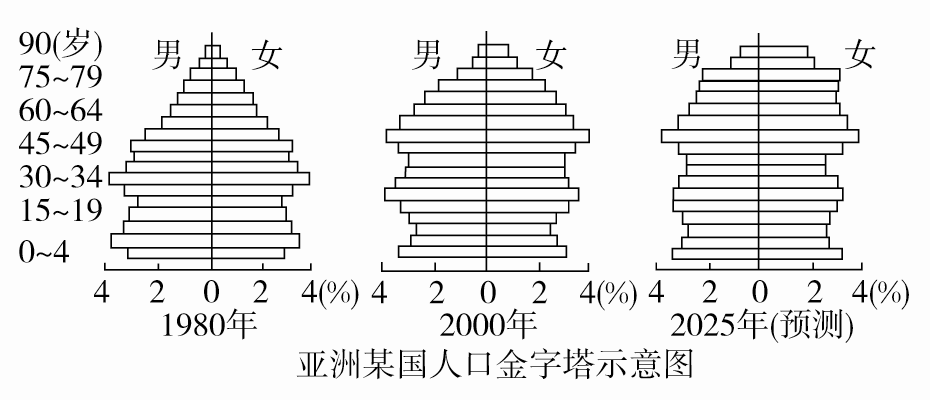 90(岁)
75~79
60~64
45~49
30~34
15~19
0~4
男 女
男 女
男 女
4 2 0 2 4(%)
4 2 0 2 4(%)
4 2 0 2 4(%)
1980年
2000年
2025年(预测)
亚洲某国人口金字塔示意图